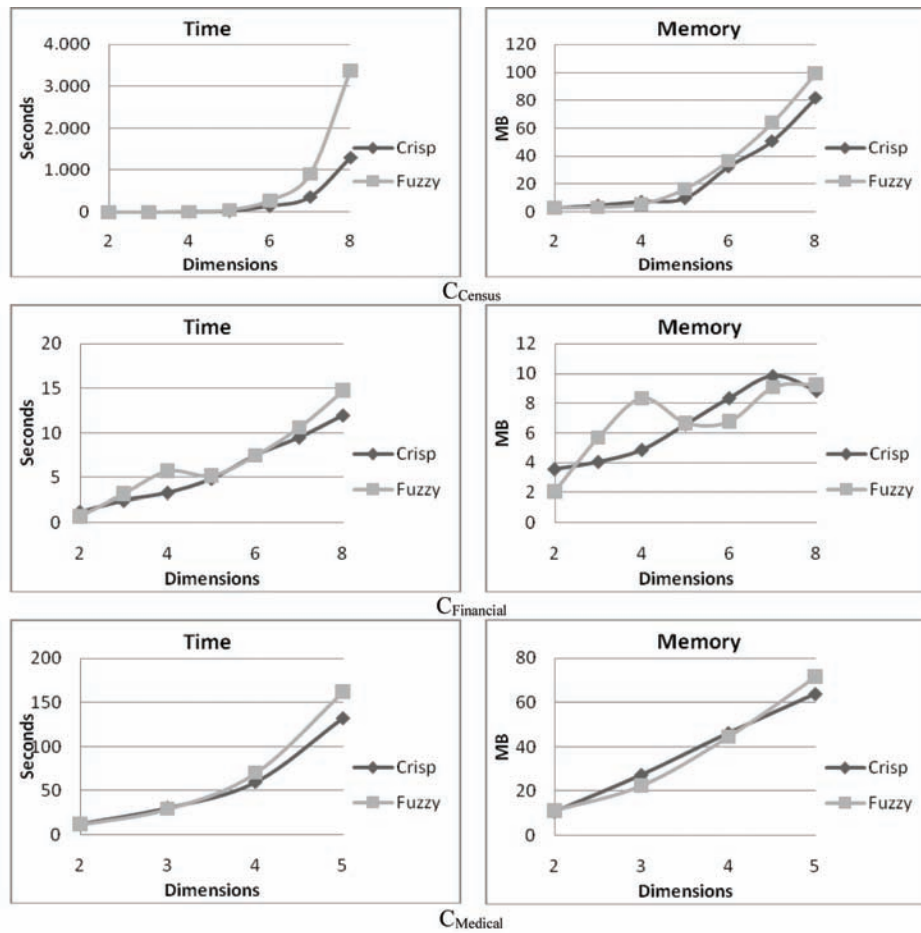 Time
4.000
3.000
2.000
1.000
0
Seconds
2 4 6 8
Dimensions
Crisp
Fuzzy
Memory
120
100
80
60
40
20
0
MB
2 4 6 8
Dimensions
Crisp
Fuzzy
CCensus
Time
20
15
10
5
0
Seconds
2 4 6 8
Dimensions
Crisp
Fuzzy
Memory
12
10
8
6
4
2
0
MB
2 4 6 8
Dimensions
Crisp
Fuzzy
CFinancial
Time
200
150
100
50
0
Seconds
2 3 4 5
Dimensions
Crisp
Fuzzy
Memory
80
60
40
20
0
MB
2 3 4 5
Dimensions
Crisp
Fuzzy
CMedical